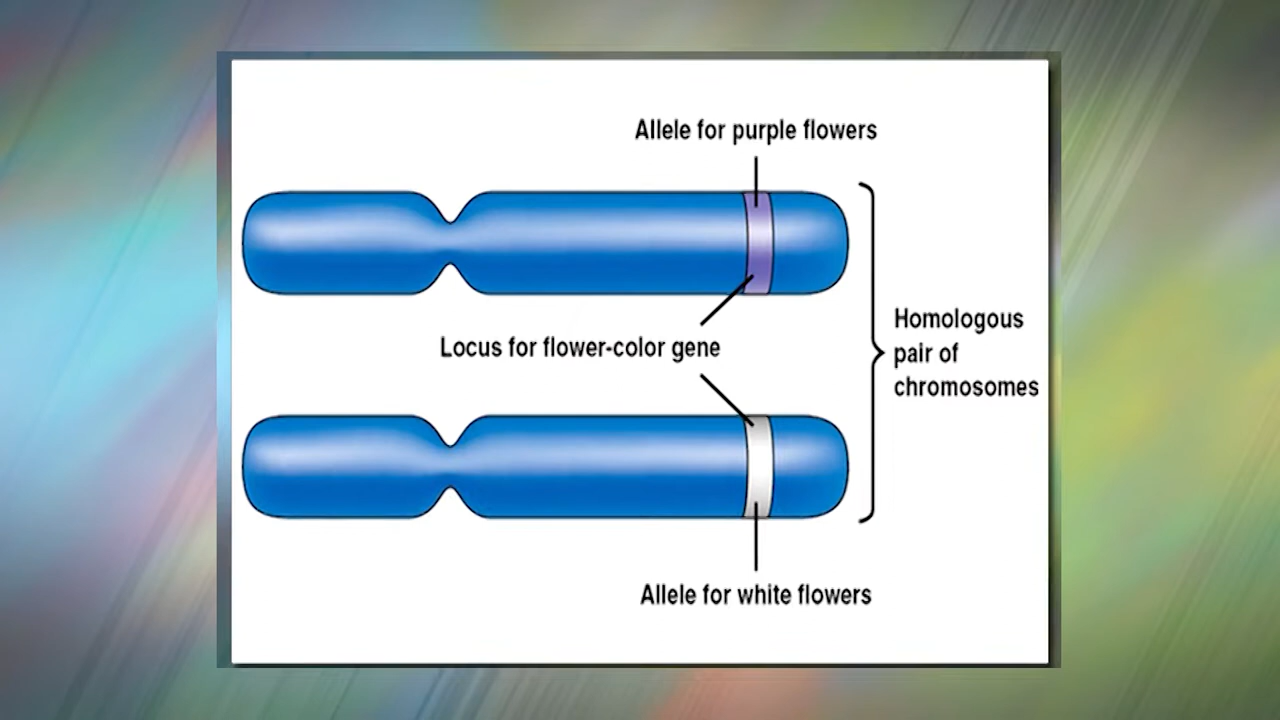 Allele for purple flowers
Locus for flower-color gene
Homologous
pair of
chromosomes
Allele for white flowers